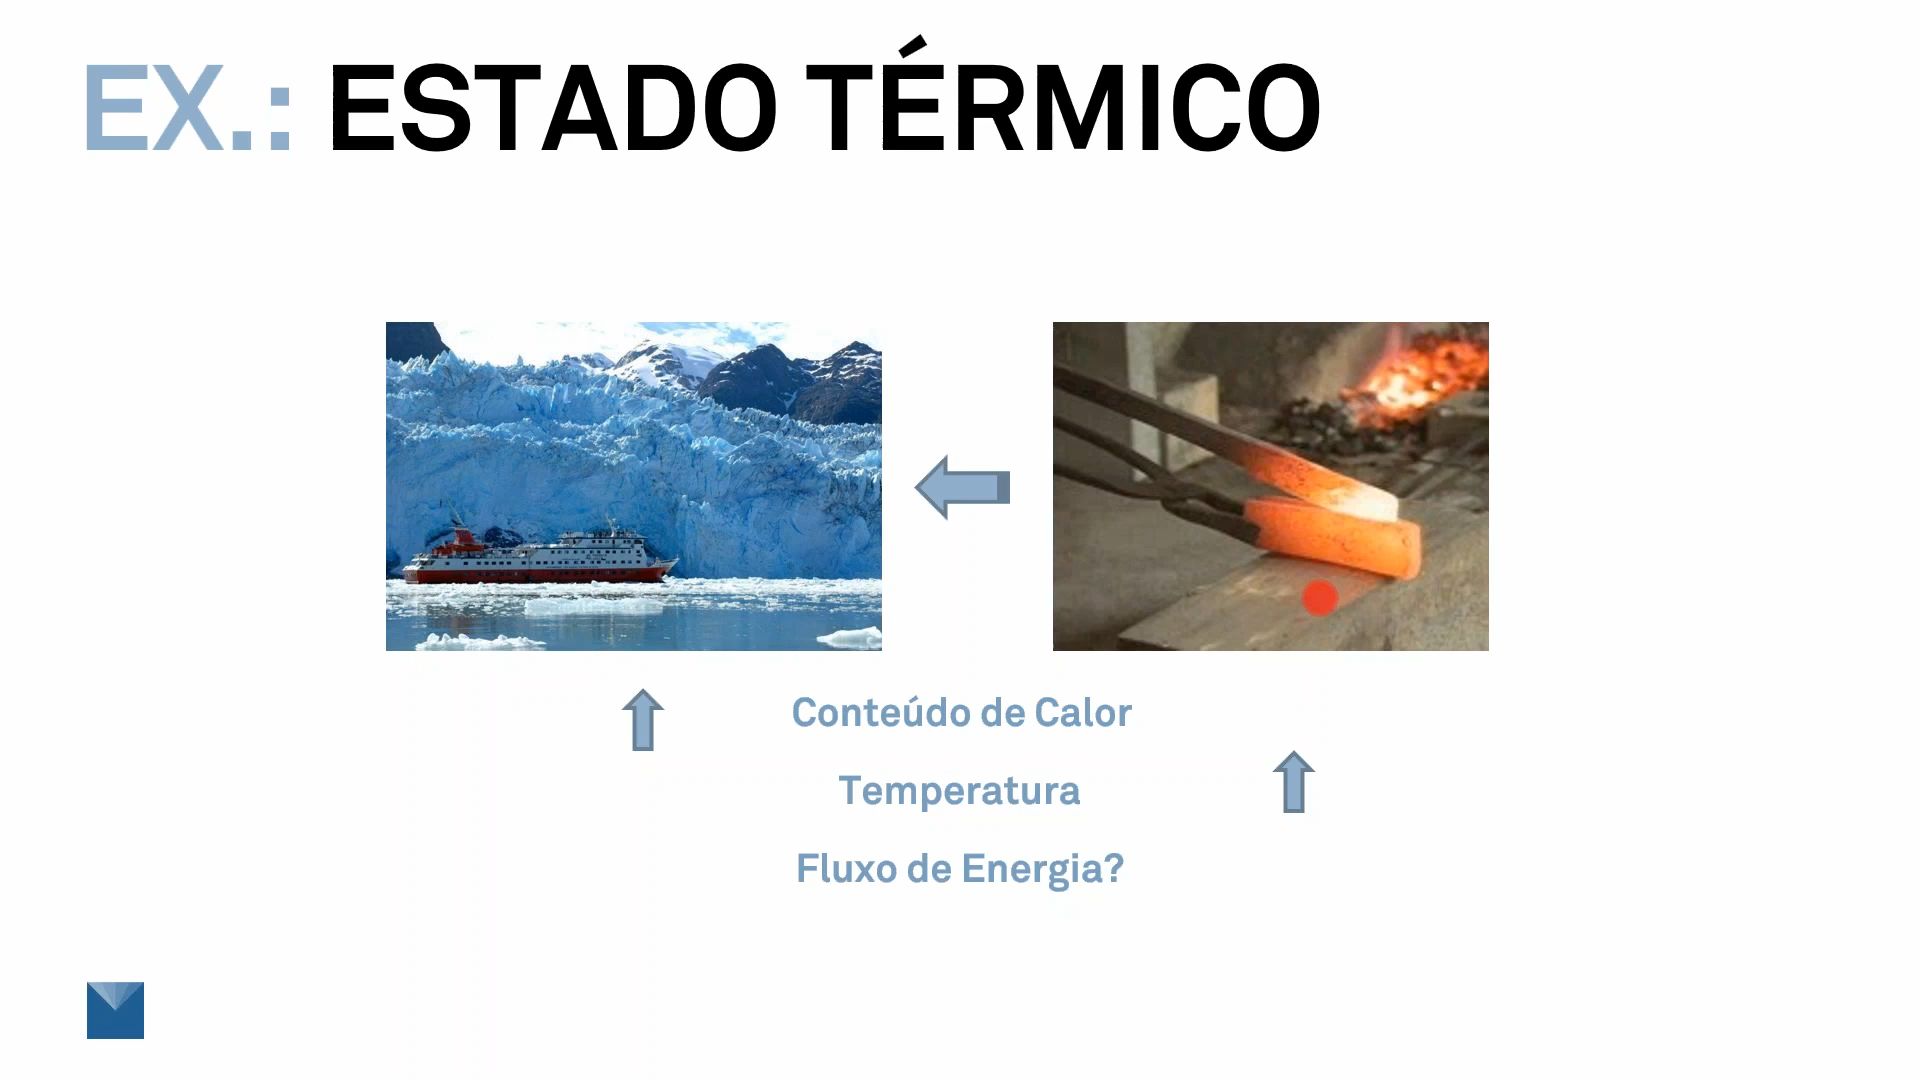 EX.: ESTADO TÉRMICO
Conteúdo de Calor
Temperatura
Fluxo de Energia?